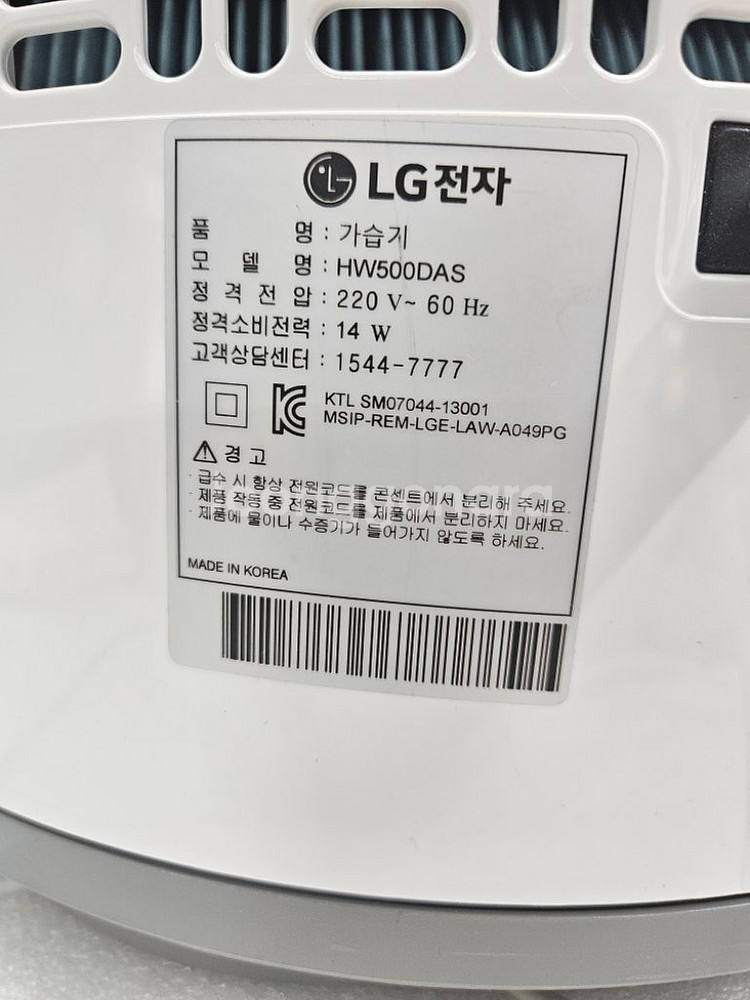 LG전자
품 명 : 가습기
모 델 명 : HW500DAS
정 격 전 압 : 220 V~ 60 Hz
정격소비전력 : 14 W
고객상담센터 : 1544-7777
KTL SM07044-13001
MSIP-REM-LGE-LAW-A049PG
경 고
· 급수 시 항상 전원코드를 콘센트에서 분리해 주세요.
· 제품 작동 중 전원코드를 제품에서 분리하지 마세요.
· 제품에 물이나 수증기가 들어가지 않도록 하세요.
MADE IN KOREA